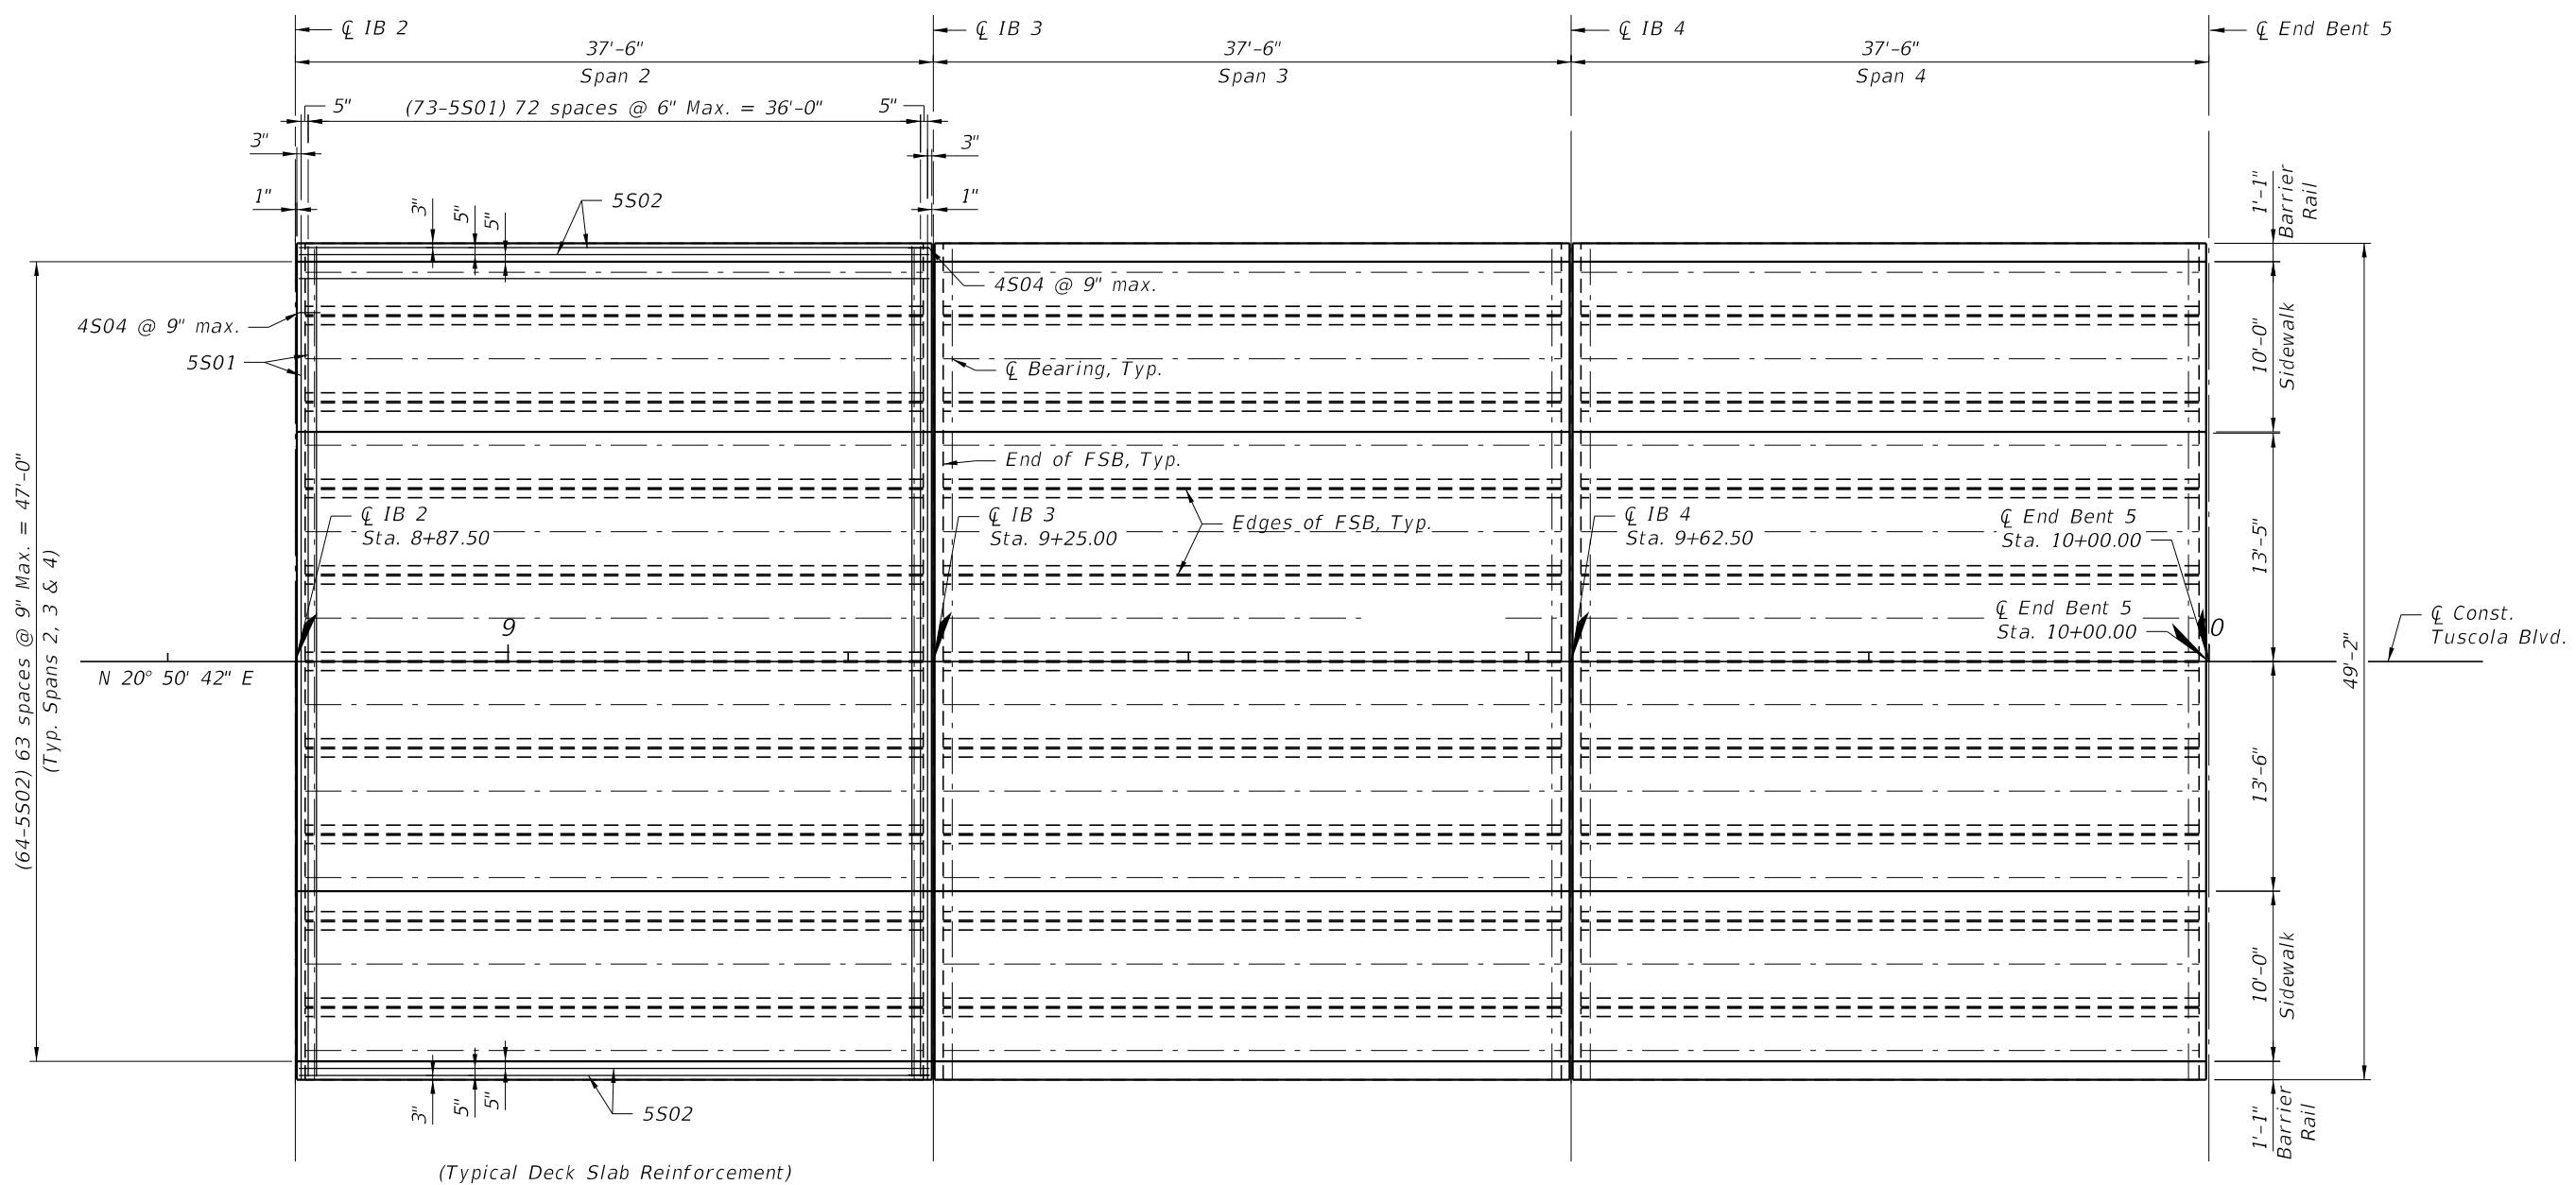 ℄ IB 2
℄ IB 3
℄ IB 4
℄ End Bent 5
37'-6"
Span 2
37'-6"
Span 3
37'-6"
Span 4
5"
(73-5S01) 72 spaces @ 6" Max. = 36'-0"
5"
3"
3"
1"
1"
3"
5"
5"
5S02
1'-1"
Barrier
Rail
4S04 @ 9" max.
4S04 @ 9" max.
5S01
℄ Bearing, Typ.
10'-0"
Sidewalk
End of FSB, Typ.
℄ IB 2
Sta. 8+87.50
℄ IB 3
Sta. 9+25.00
Edges of FSB, Typ.
℄ IB 4
Sta. 9+62.50
℄ End Bent 5
Sta. 10+00.00
13'-5"
(64-5S02) 63 spaces @ 9" Max. = 47'-0"
(Typ. Spans 2, 3 & 4)
9
℄ End Bent 5
Sta. 10+00.00
0
℄ Const.
Tuscola Blvd.
N 20° 50' 42" E
49'-2"
13'-6"
10'-0"
Sidewalk
3"
5"
5"
5S02
1'-1"
Barrier
Rail
(Typical Deck Slab Reinforcement)